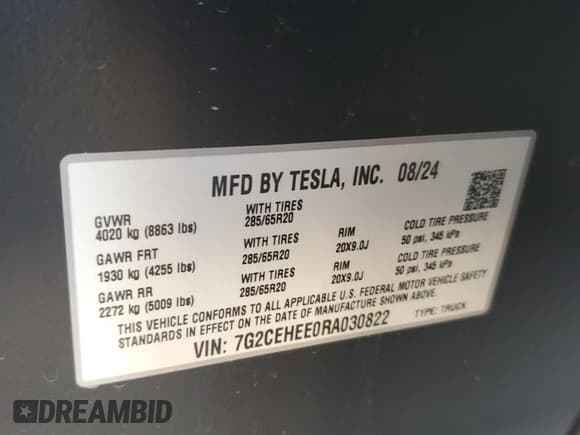 MFD BY TESLA, INC. 08/24
GVWR
4020 kg (8863 lbs)
WITH TIRES
285/65R20
GAWR FRT
1930 kg (4255 lbs)
WITH TIRES
285/65R20
RIM
20X9.0J
COLD TIRE PRESSURE
50 psi, 345 kPa
GAWR RR
2272 kg (5009 lbs)
WITH TIRES
285/65R20
RIM
20X9.0J
COLD TIRE PRESSURE
50 psi, 345 kPa
THIS VEHICLE CONFORMS TO ALL APPLICABLE U.S. FEDERAL MOTOR VEHICLE SAFETY
STANDARDS IN EFFECT ON THE DATE OF MANUFACTURE SHOWN ABOVE.
VIN: 7G2CEHEE0RA030822
TYPE: TRUCK
DREAMBID